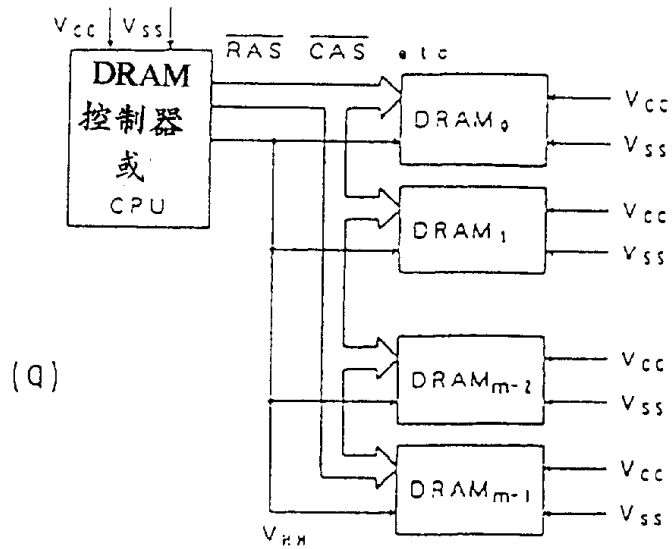 VCC VSS
RAS CAS etc
DRAM
控制器
或
CPU
DRAM0
VCC
VSS
DRAM1
VCC
VSS
(a)
DRAMm-2
VCC
VSS
DRAMm-1
VCC
VSS